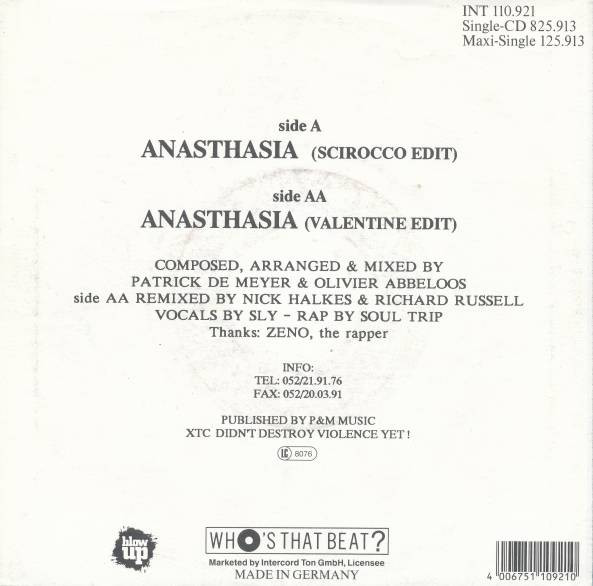 INT 110.921
Single-CD 825.913
Maxi-Single 125.913
side A
ANASTHASIA (SCIROCCO EDIT)
side AA
ANASTHASIA (VALENTINE EDIT)
COMPOSED, ARRANGED & MIXED BY
PATRICK DE MEYER & OLIVIER ABBELOOS
side AA REMIXED BY NICK HALKES & RICHARD RUSSELL
VOCALS BY SLY - RAP BY SOUL TRIP
Thanks: ZENO, the rapper
INFO:
TEL: 052/21.91.76
FAX: 052/20.03.91
PUBLISHED BY P&M MUSIC
XTC DIDN'T DESTROY VIOLENCE YET !
LC 8076
blow up
WHO'S THAT BEAT?
Marketed by Intercord Ton GmbH, Licensee
MADE IN GERMANY
4 006751 109210